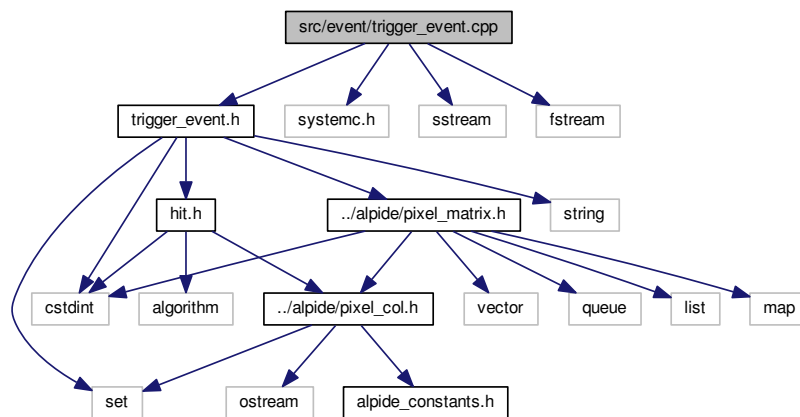 src/event/trigger_event.cpp
trigger_event.h
systemc.h
sstream
fstream
hit.h
../alpide/pixel_matrix.h
string
cstdint
algorithm
../alpide/pixel_col.h
vector
queue
list
map
set
ostream
alpide_constants.h